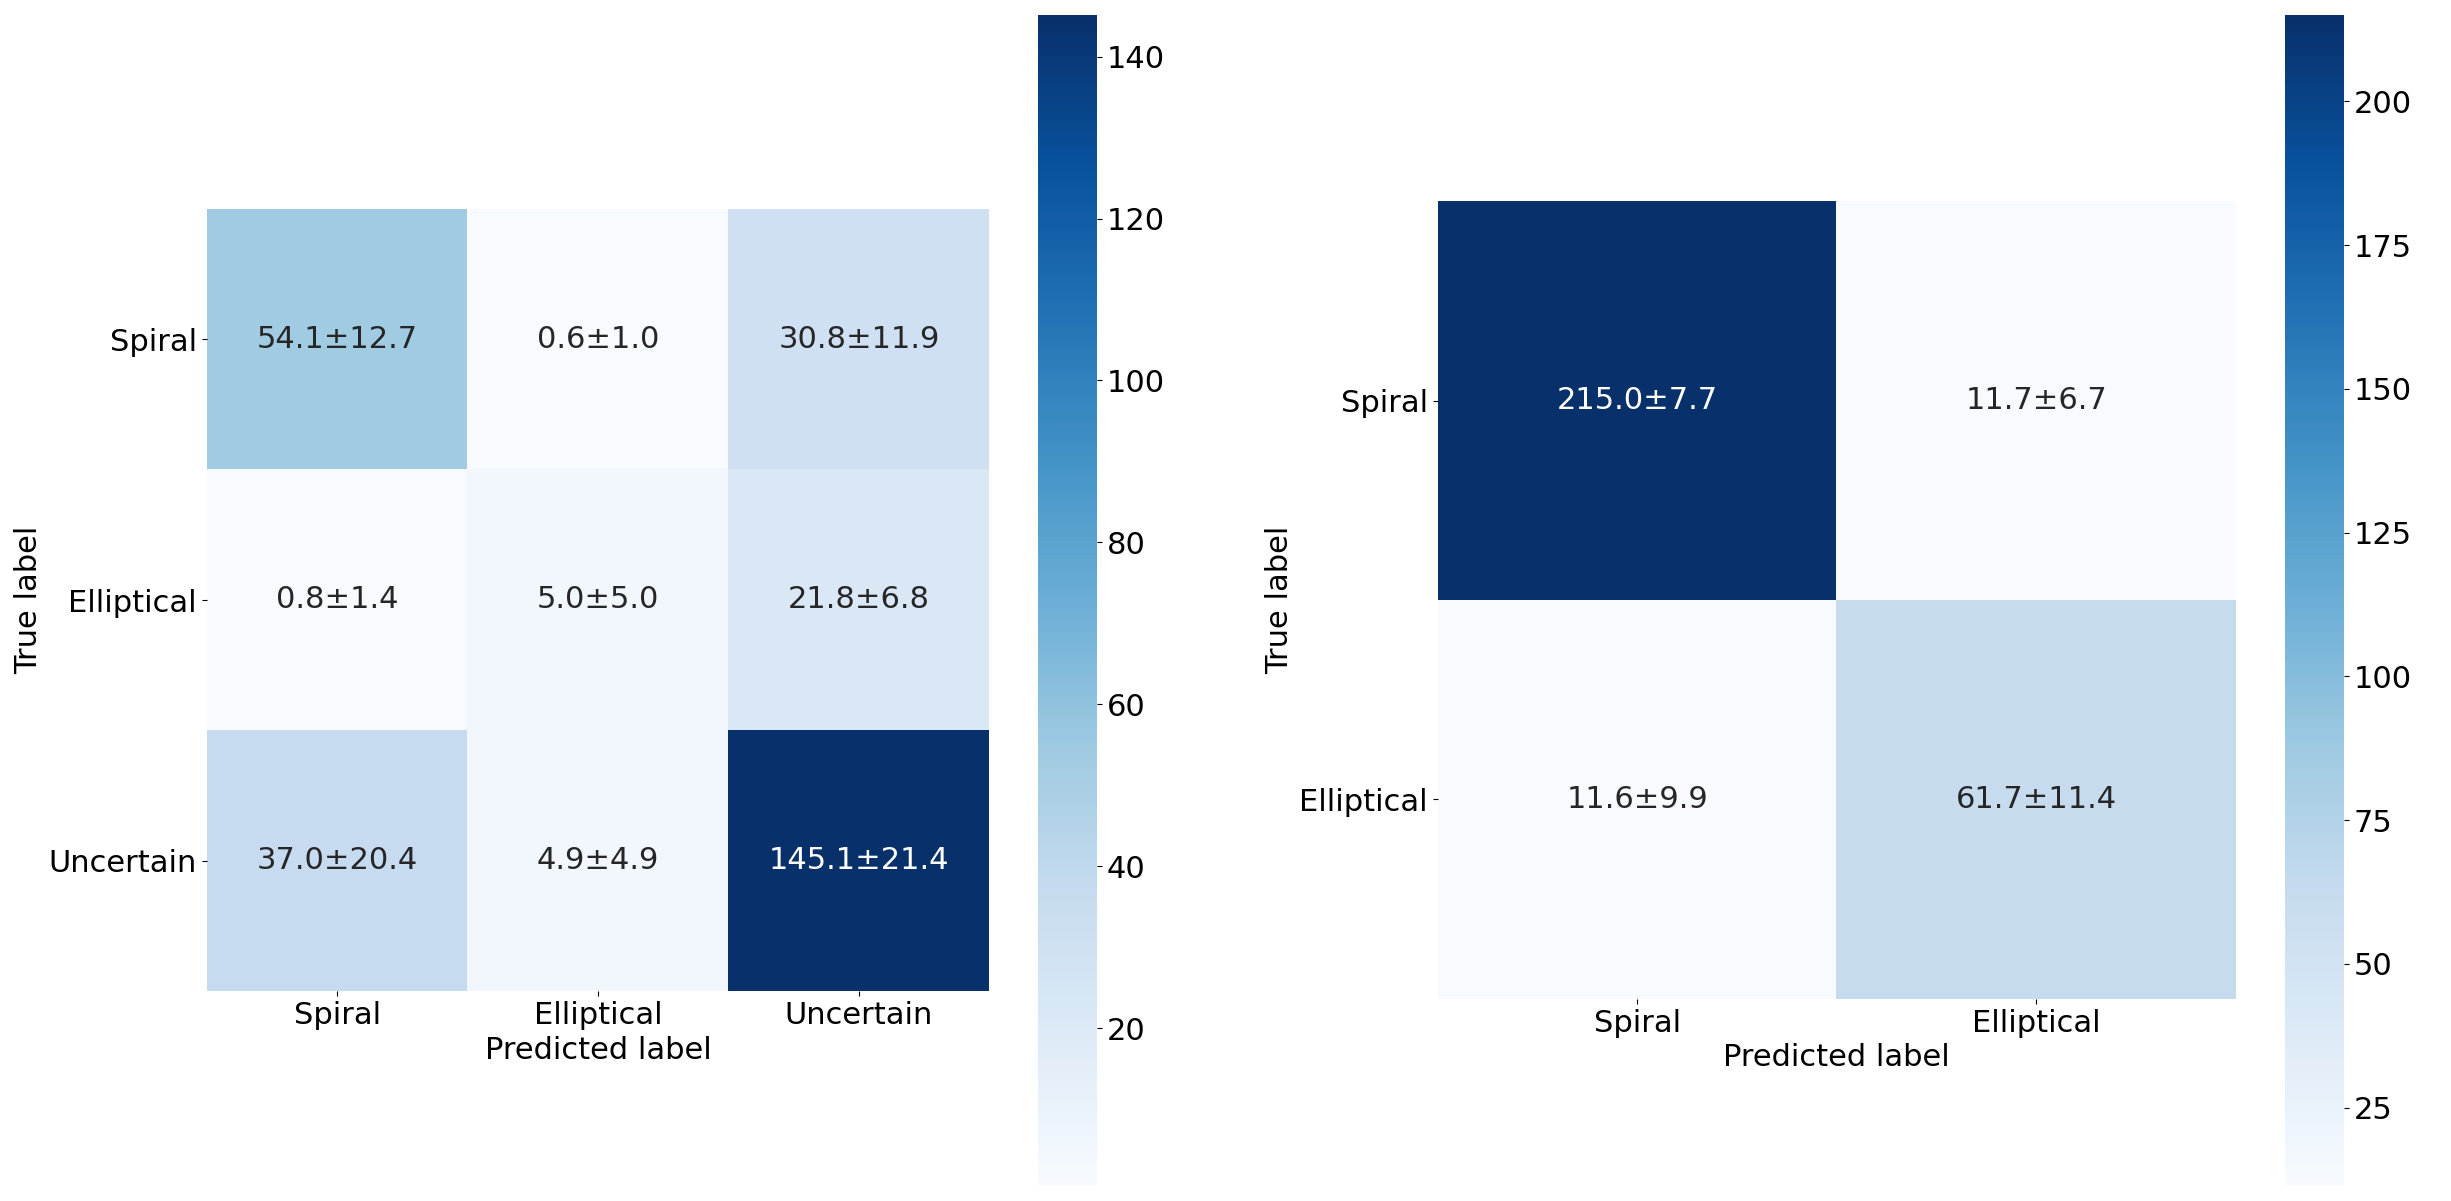 True label
Spiral
Elliptical
Uncertain
54.1±12.7 0.6±1.0 30.8±11.9
0.8±1.4 5.0±5.0 21.8±6.8
37.0±20.4 4.9±4.9 145.1±21.4
Spiral Elliptical Uncertain
Predicted label
140
120
100
80
60
40
20
True label
Spiral
Elliptical
215.0±7.7 11.7±6.7
11.6±9.9 61.7±11.4
Spiral Elliptical
Predicted label
200
175
150
125
100
75
50
25